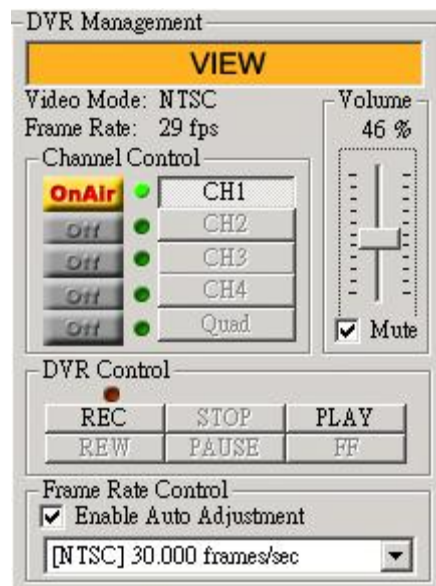 DVR Management
VIEW
Video Mode: NTSC
Frame Rate: 29 fps
Volume
46 %
Mute
Channel Control
OnAir CH1
Off CH2
Off CH3
Off CH4
Off Quad
DVR Control
REC STOP PLAY
REW PAUSE FF
Frame Rate Control
Enable Auto Adjustment
[NTSC] 30.000 frames/sec